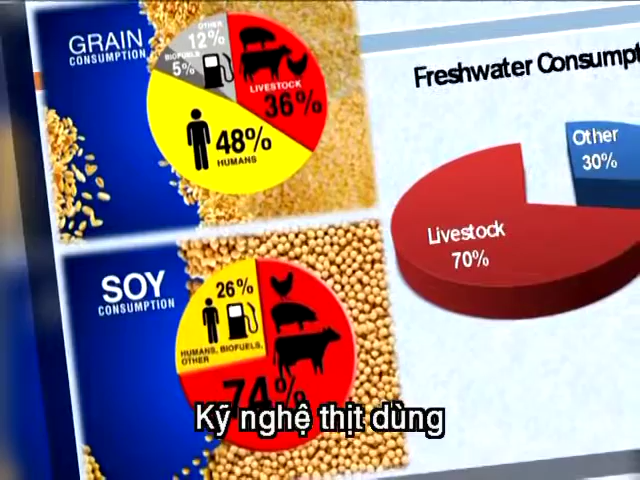 GRAIN
CONSUMPTION
OTHER
12%
BIOFUELS
5%
LIVESTOCK
36%
48%
HUMANS
SOY
CONSUMPTION
26%
HUMANS, BIOFUELS,
OTHER
74%
Freshwater Consumpt
Other
30%
Livestock
70%
Kỹ nghệ thịt dùng